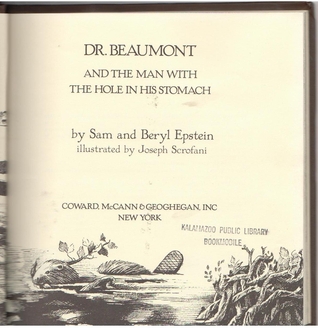 DR. BEAUMONT
AND THE MAN WITH
THE HOLE IN HIS STOMACH
by Sam and Beryl Epstein
illustrated by Joseph Scrofani
COWARD, McCANN & GEOGHEGAN, INC
NEW YORK
KALAMAZOO PUBLIC LIBRARY
BOOKMOBILE